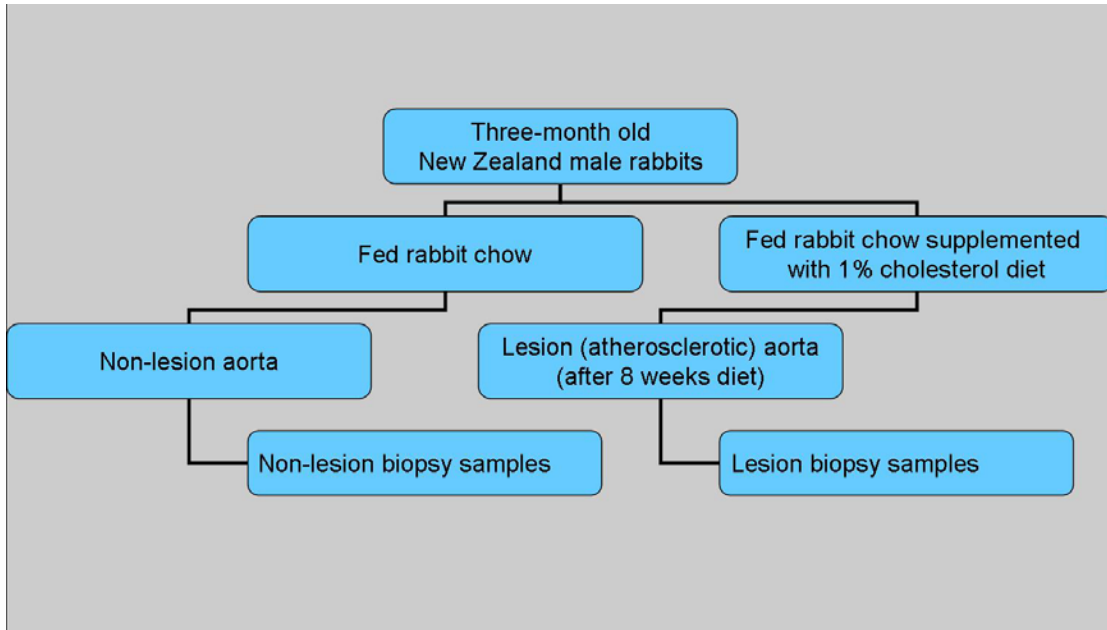 Three-month old
New Zealand male rabbits
Fed rabbit chow
Fed rabbit chow supplemented
with 1% cholesterol diet
Non-lesion aorta
Lesion (atherosclerotic) aorta
(after 8 weeks diet)
Non-lesion biopsy samples
Lesion biopsy samples